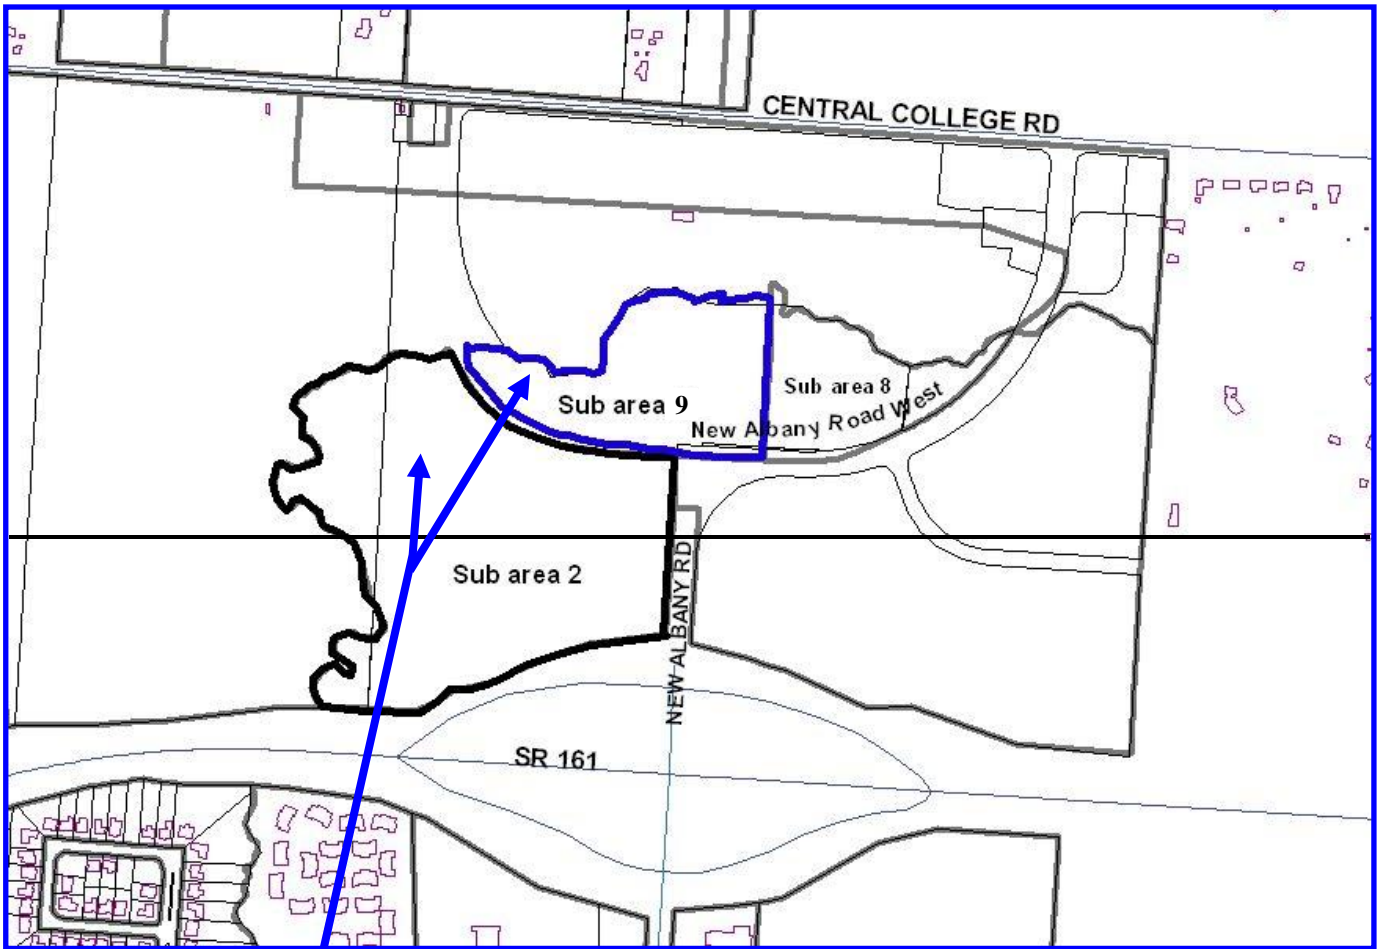 CENTRAL COLLEGE RD
Sub area 8
Sub area 9
New Albany Road West
Sub area 2
NEW ALBANY RD
SR 161